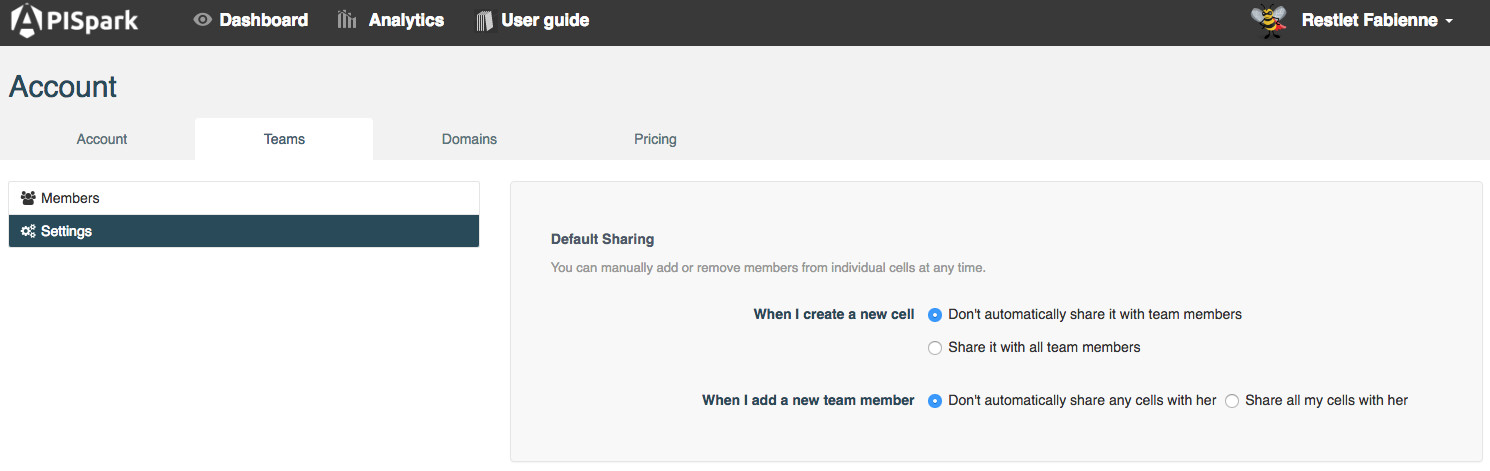 APISpark Dashboard Analytics User guide Restlet Fabienne
Account
Account Teams Domains Pricing
Members
Settings
Default Sharing
You can manually add or remove members from individual cells at any time.
When I create a new cell Don't automatically share it with team members
Share it with all team members
When I add a new team member Don't automatically share any cells with her Share all my cells with her